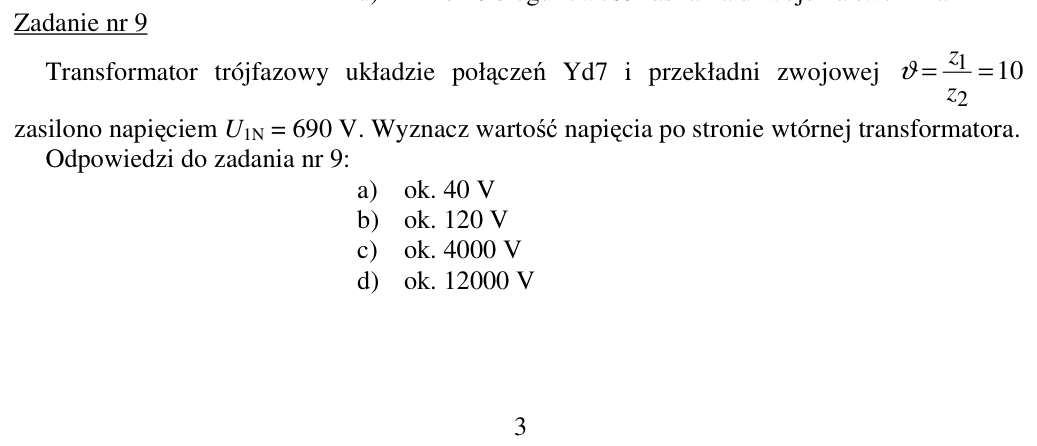 Zadanie nr 9
Transformator trójfazowy układzie połączeń Yd7 i przekładni zwojowej ϑ = z1/z2 = 10
zasilono napięciem U1N = 690 V. Wyznacz wartość napięcia po stronie wtórnej transformatora.
Odpowiedzi do zadania nr 9:
a) ok. 40 V
b) ok. 120 V
c) ok. 4000 V
d) ok. 12000 V
3